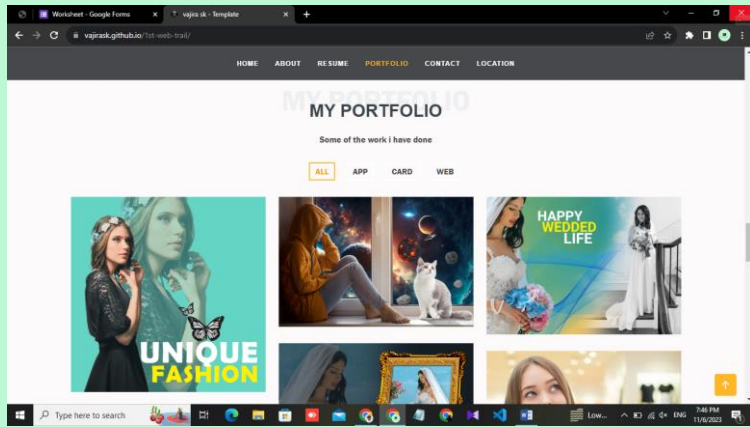 Worksheet - Google Forms
vajira sk - Template
vajirask.github.io/1st-web-trail/
HOME ABOUT RESUME PORTFOLIO CONTACT LOCATION
MY PORTFOLIO
MY PORTFOLIO
Some of the work i have done
ALL APP CARD WEB
UNIQUE
FASHION
HAPPY
WEDDED
LIFE
Type here to search
Low...
ENG
7:46 PM
11/6/2023